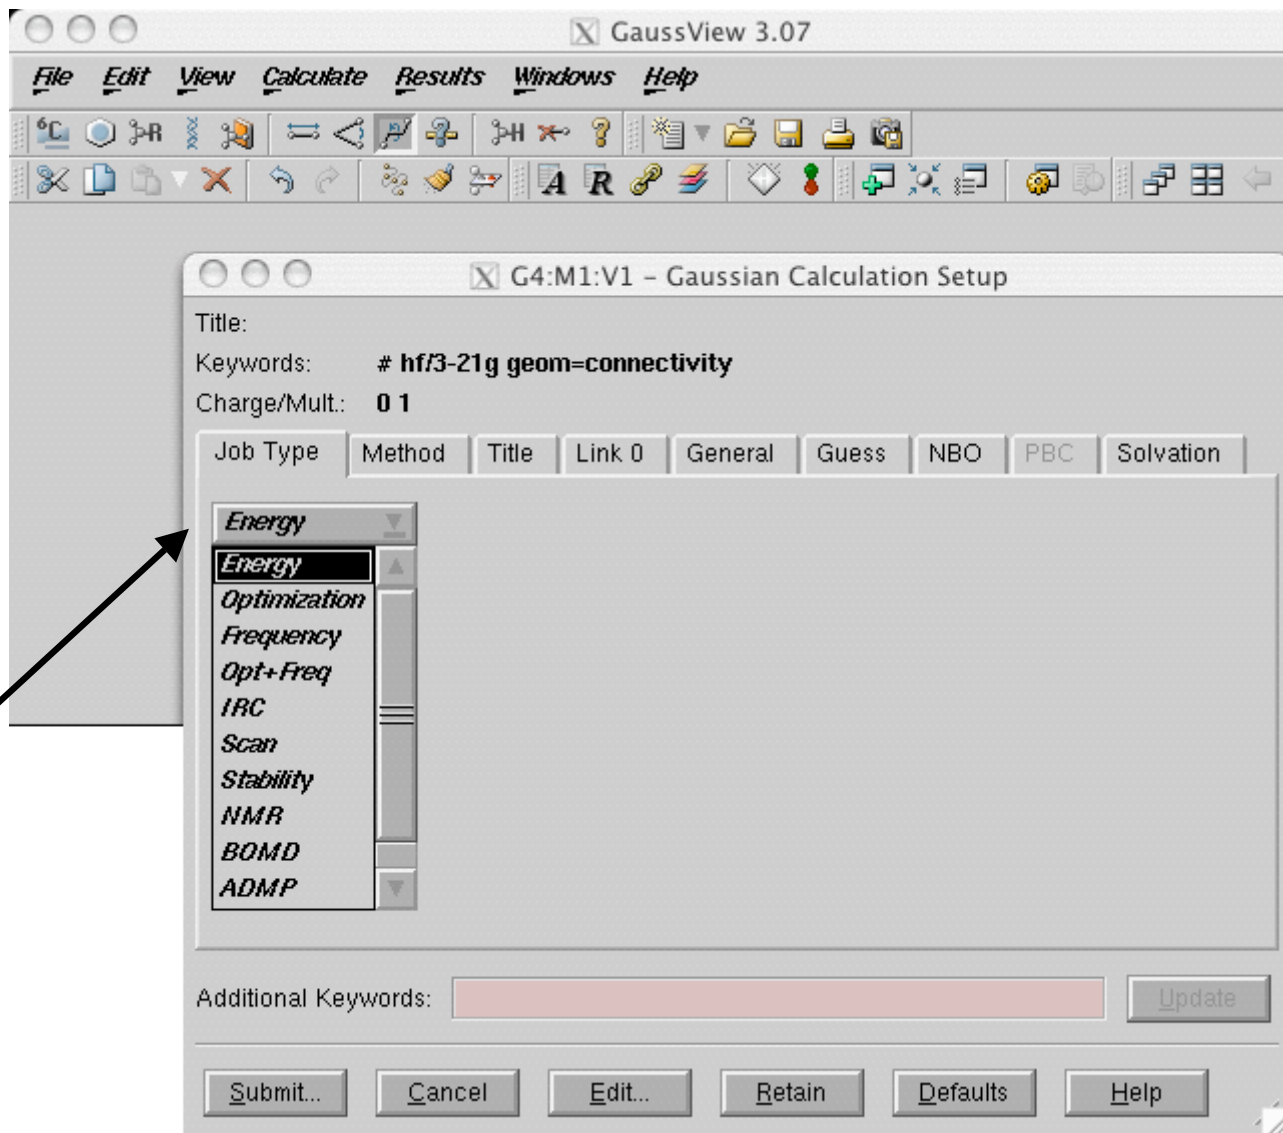 GaussView 3.07
File Edit View Calculate Results Windows Help
6C R H ? A R
G4:M1:V1 – Gaussian Calculation Setup
Title:
Keywords: # hf/3-21g geom=connectivity
Charge/Mult.: 0 1
Job Type Method Title Link 0 General Guess NBO PBC Solvation
Energy
Energy
Optimization
Frequency
Opt+Freq
IRC
Scan
Stability
NMR
BOMD
ADMP
Additional Keywords: Update
Submit... Cancel Edit... Retain Defaults Help